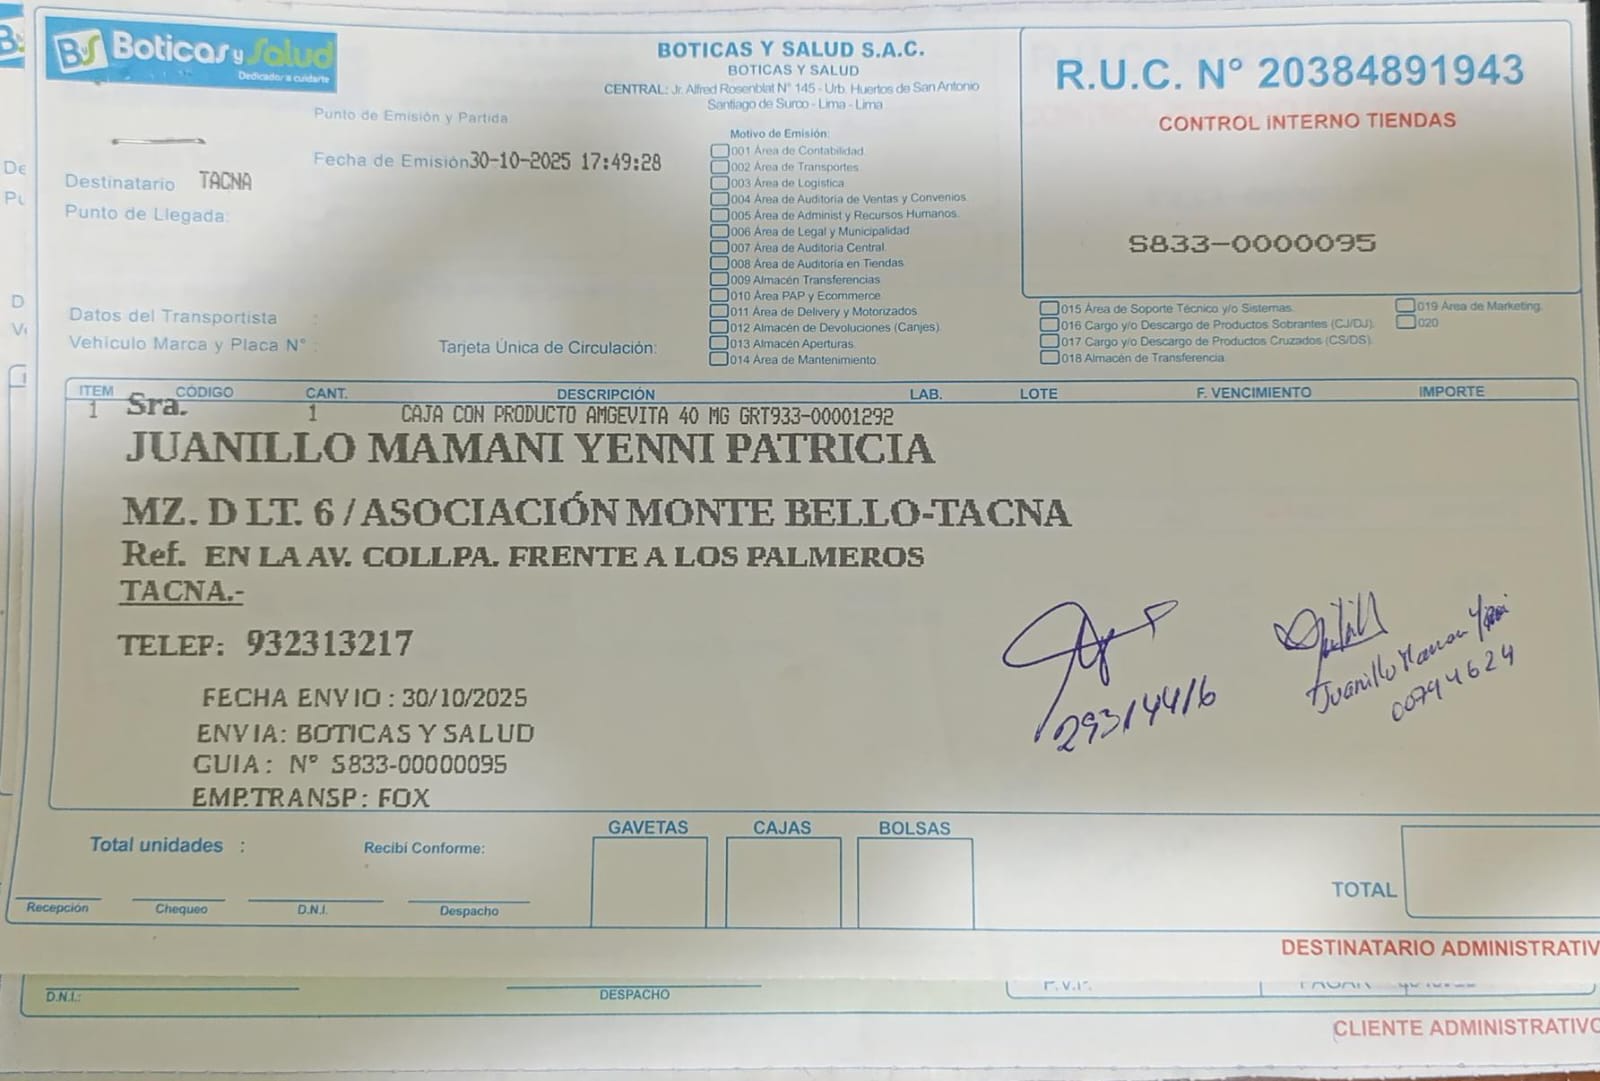 BS Boticas y Salud
Dedicados a cuidarte
BOTICAS Y SALUD S.A.C.
BOTICAS Y SALUD
CENTRAL: Jr. Alfred Rosenblat N° 145 - Urb. Huertos de San Antonio
Santiago de Surco - Lima - Lima
R.U.C. N° 20384891943
CONTROL INTERNO TIENDAS
S833-0000095
Punto de Emisión y Partida
Fecha de Emisión 30-10-2025 17:49:28
Destinatario TACNA
Punto de Llegada:
Datos del Transportista :
Vehículo Marca y Placa N° :
Tarjeta Única de Circulación:
Motivo de Emisión:
001 Área de Contabilidad
002 Área de Transportes
003 Área de Logística
004 Área de Auditoria de Ventas y Convenios
005 Área de Administ y Recursos Humanos
006 Área de Legal y Municipalidad
007 Área de Auditoria Central
008 Área de Auditoria en Tiendas
009 Almacén Transferencias
010 Área PAP y Ecommerce
011 Área de Delivery y Motorizados
012 Almacén de Devoluciones (Canjes)
013 Almacén Aperturas
014 Área de Mantenimiento
015 Área de Soporte Técnico y/o Sistemas
016 Cargo y/o Descargo de Productos Sobrantes (CJ/DJ)
017 Cargo y/o Descargo de Productos Cruzados (CS/DS)
018 Almacén de Transferencia
019 Área de Marketing
020
ITEM CÓDIGO CANT. DESCRIPCIÓN LAB. LOTE F. VENCIMIENTO IMPORTE
1 1 CAJA CON PRODUCTO AMGEVITA 40 MG GRT933-00001292
Sra.
JUANILLO MAMANI YENNI PATRICIA
MZ. D LT. 6 / ASOCIACIÓN MONTE BELLO-TACNA
Ref. EN LA AV. COLLPA. FRENTE A LOS PALMEROS
TACNA.-
TELEF: 932313217
FECHA ENVIO : 30/10/2025
ENVIA: BOTICAS Y SALUD
GUIA: N° S833-00000095
EMP.TRANSP: FOX
29314416
Juanillo Mamani Yeni
00794624
Total unidades :
Recibí Conforme:
GAVETAS CAJAS BOLSAS
TOTAL
Recepción Chequeo D.N.I. Despacho
DESTINATARIO ADMINISTRATIV
D.N.I.: DESPACHO
CLIENTE ADMINISTRATIVO